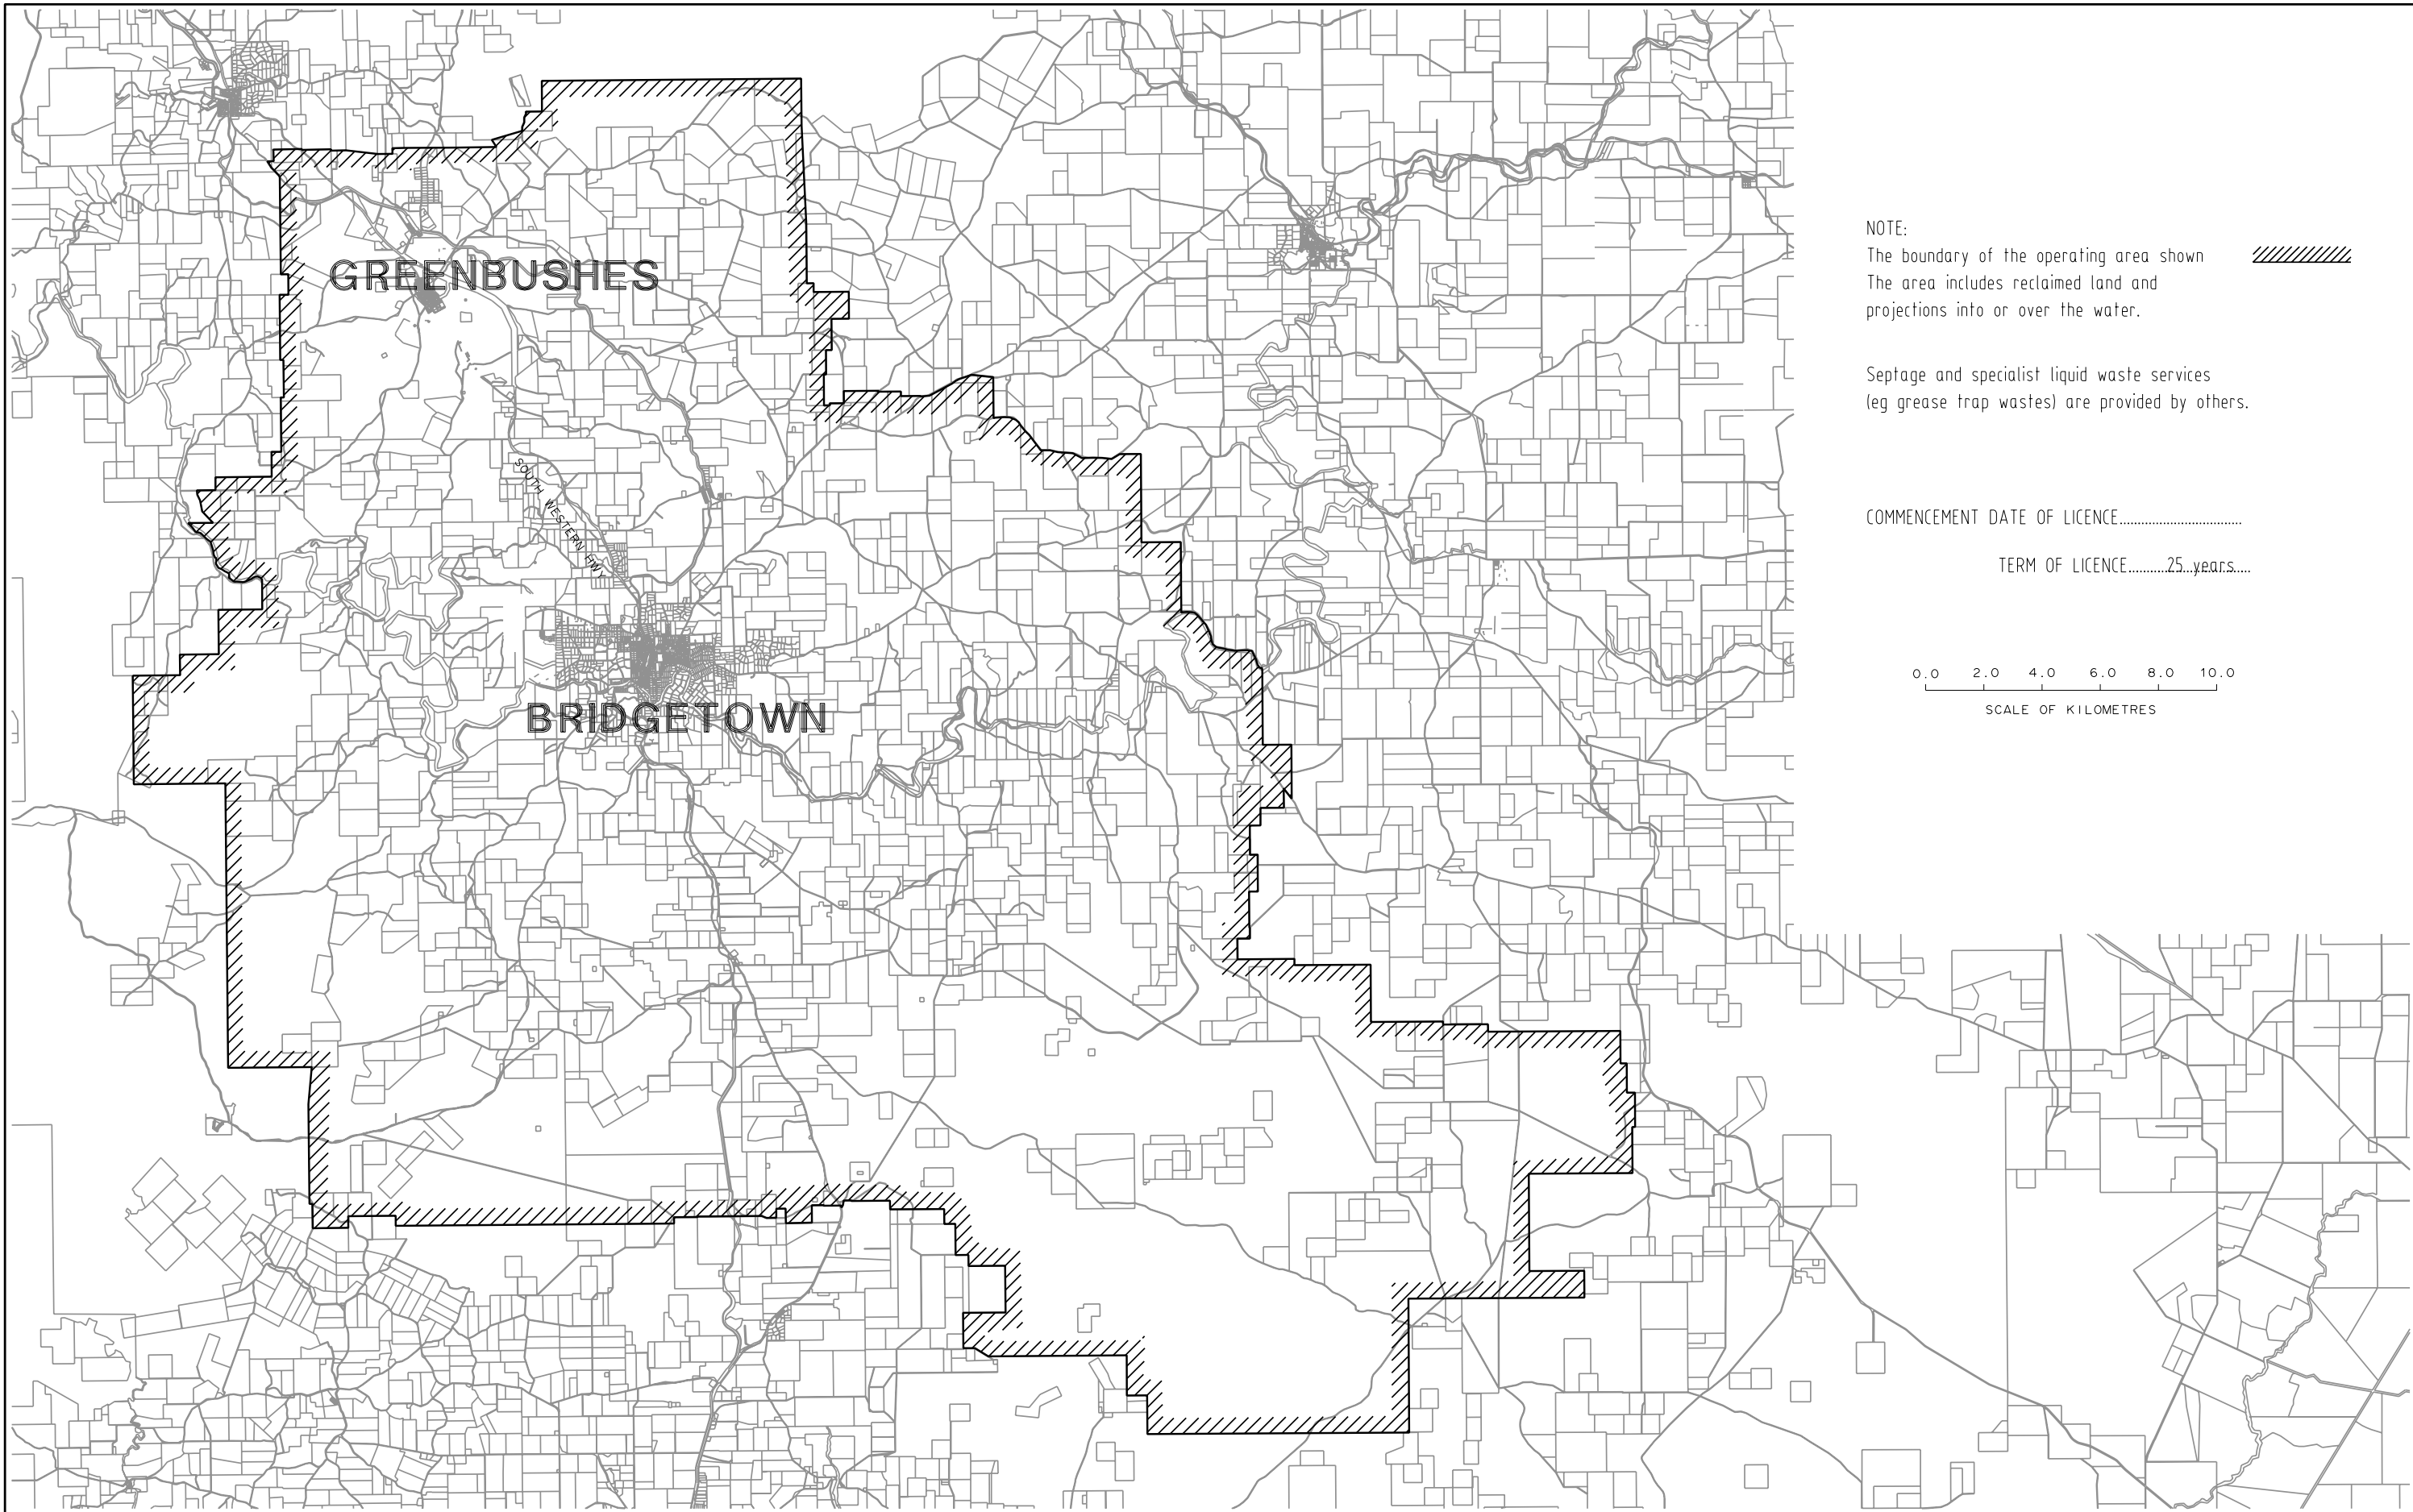 GREENBUSHES
SOUTH WESTERN HWY
BRIDGETOWN
NOTE:
The boundary of the operating area shown
The area includes reclaimed land and
projections into or over the water.
Septage and specialist liquid waste services
(eg grease trap wastes) are provided by others.
COMMENCEMENT DATE OF LICENCE..................................
TERM OF LICENCE...........25 years.....
0.0 2.0 4.0 6.0 8.0 10.0
SCALE OF KILOMETRES